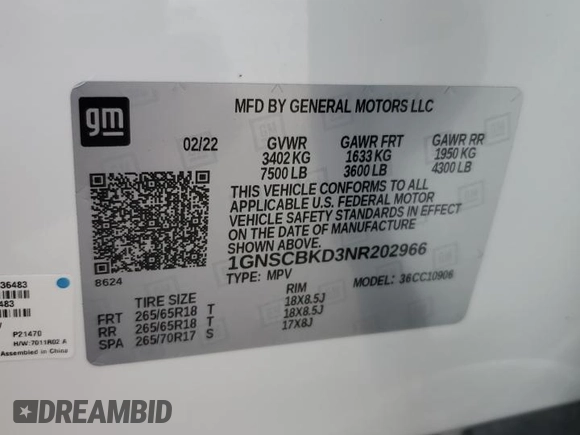 gm
MFD BY GENERAL MOTORS LLC
02/22 GVWR GAWR FRT GAWR RR
3402 KG 1633 KG 1950 KG
7500 LB 3600 LB 4300 LB
THIS VEHICLE CONFORMS TO ALL
APPLICABLE U.S. FEDERAL MOTOR
VEHICLE SAFETY STANDARDS IN EFFECT
ON THE DATE OF MANUFACTURE
SHOWN ABOVE.
1GNSCBKD3NR202966
8624 TYPE: MPV MODEL: 36CC10906
TIRE SIZE RIM
FRT 265/65R18 T 18X8.5J
RR 265/65R18 T 18X8.5J
SPA 265/70R17 S 17X8J
36483
483
P21470
H/W:7011R02 A
Assembled in China
DREAMBID